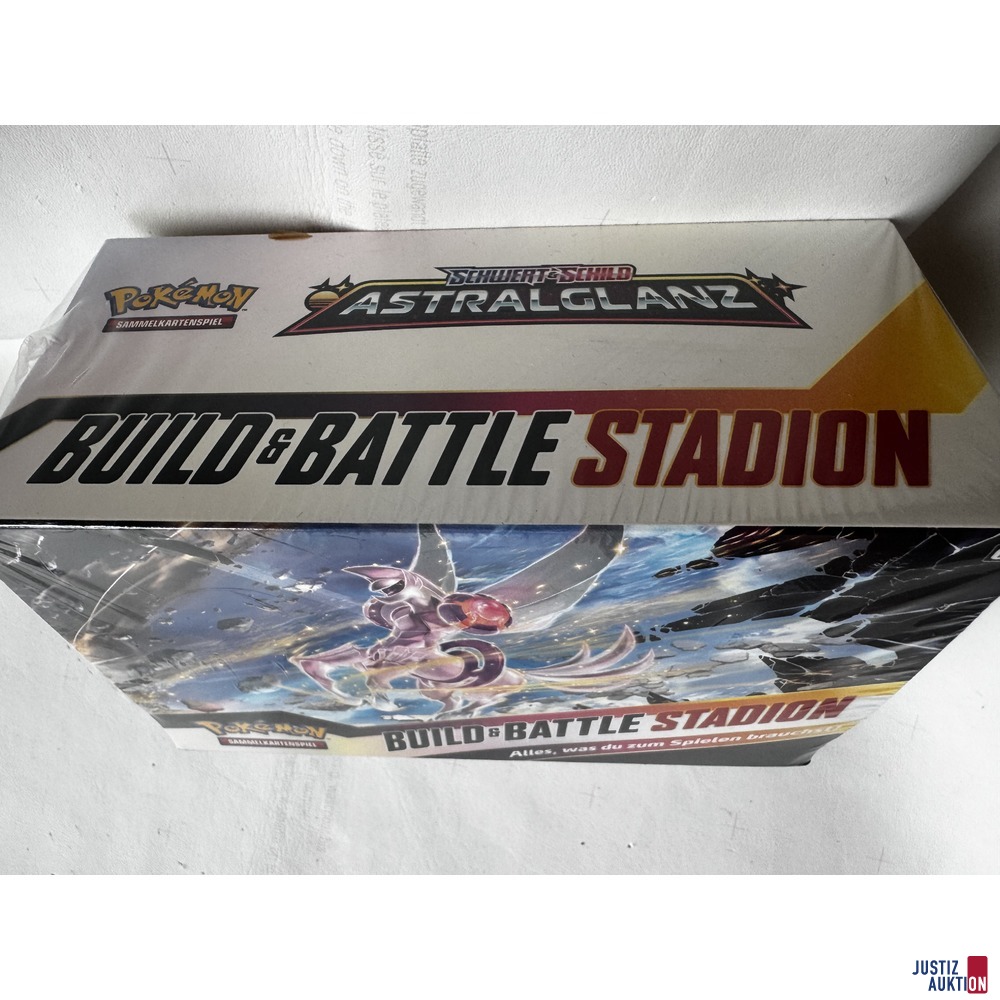 SCHWERT & SCHILD
POKÉMON™
ASTRALGLANZ
SAMMELKARTENSPIEL
BUILD & BATTLE STADION
POKÉMON
SAMMELKARTENSPIEL
BUILD & BATTLE STADION
Alles, was du zum Spielen brauchst!
JUSTIZ
AUKTION